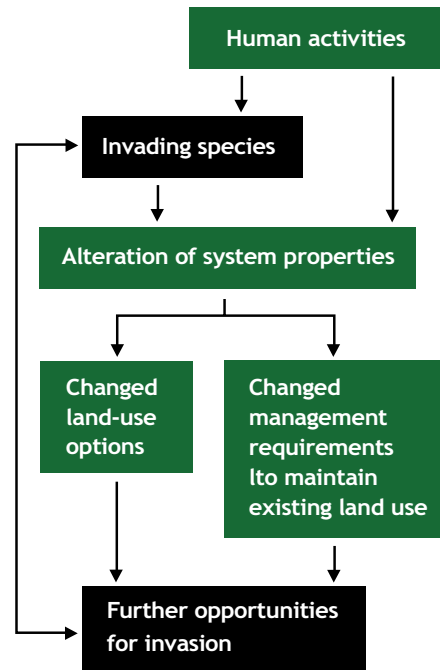 Human activities
Invading species
Alteration of system properties
Changed
land-use
options
Changed
management
requirements
lto maintain
existing land use
Further opportunities
for invasion